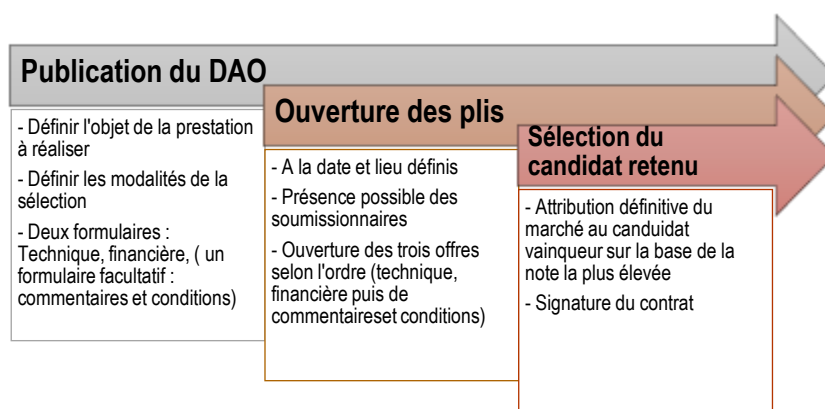 Publication du DAO
- Définir l'objet de la prestation
à réaliser
- Définir les modalités de la
sélection
- Deux formulaires :
Technique, financière, ( un
formulaire facultatif :
commentaires et conditions)
Ouverture des plis
- A la date et lieu définis
- Présence possible des
soumissionnaires
- Ouverture des trois offres
selon l'ordre (technique,
financière puis de
commentaireset conditions)
Sélection du
candidat retenu
- Attribution définitive du
marché au canduidat
vainqueur sur la base de la
note la plus élevée
- Signature du contrat